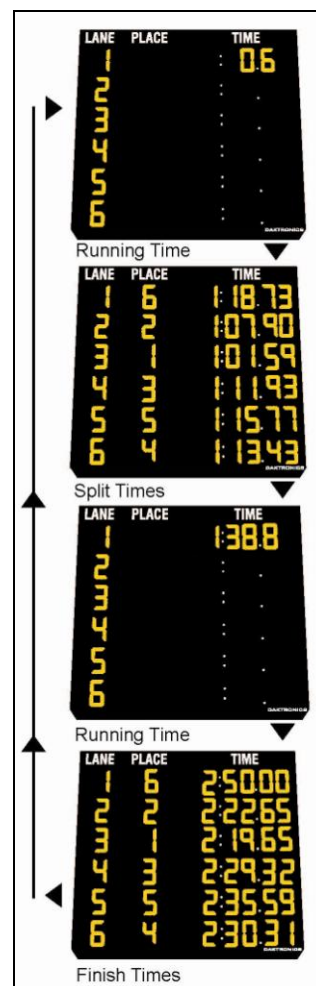 LANE PLACE TIME
1 : 0.6
2 : .
3 : .
4 : .
5 : .
6 : .
DAKTRONICS
Running Time
LANE PLACE TIME
1 6 1:18.73
2 2 1:07.90
3 1 1:01.59
4 3 1:11.93
5 5 1:15.77
6 4 1:13.43
DAKTRONICS
Split Times
LANE PLACE TIME
1 1:38.8
2 : .
3 : .
4 : .
5 : .
6 : .
DAKTRONICS
Running Time
LANE PLACE TIME
1 6 2:50.00
2 2 2:22.65
3 1 2:19.65
4 3 2:29.32
5 5 2:35.59
6 4 2:30.31
DAKTRONICS
Finish Times